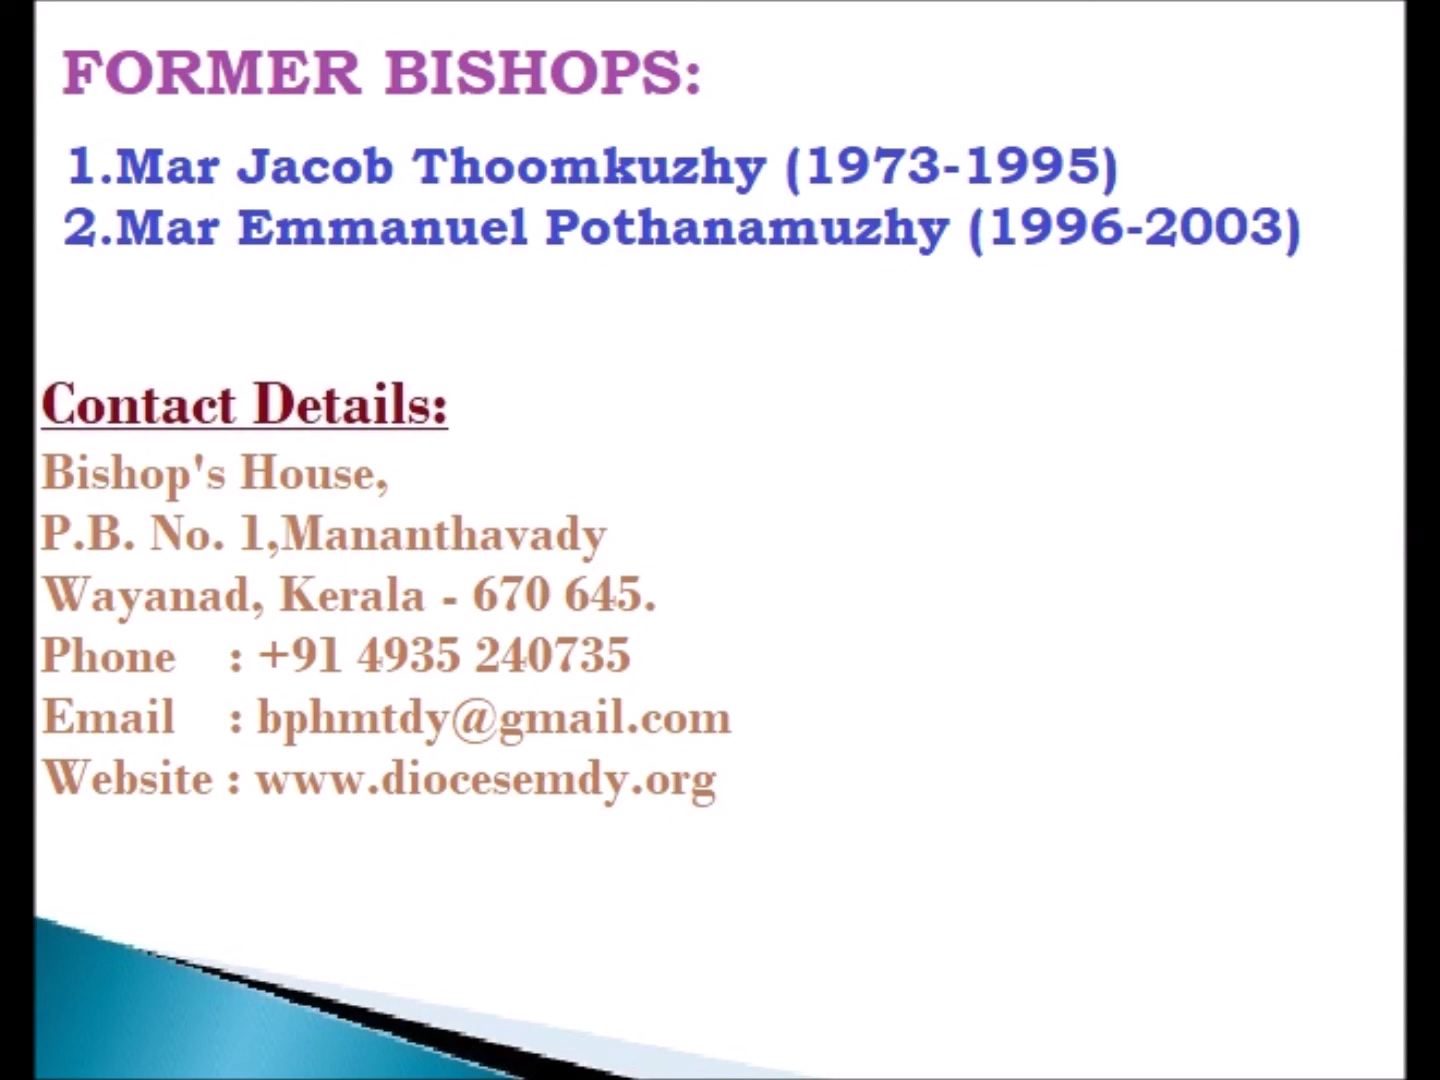 FORMER BISHOPS:
1.Mar Jacob Thoomkuzhy (1973-1995)
2.Mar Emmanuel Pothanamuzhy (1996-2003)
Contact Details:
Bishop's House,
P.B. No. 1,Mananthavady
Wayanad, Kerala - 670 645.
Phone : +91 4935 240735
Email : bphmtdy@gmail.com
Website : www.diocesemdy.org